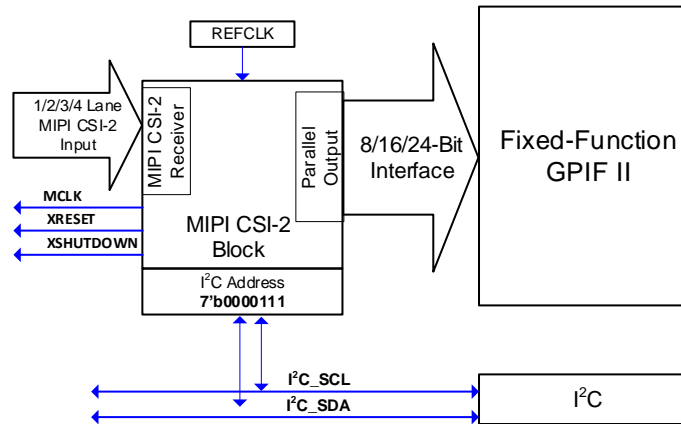 REFCLK
1/2/3/4 Lane
MIPI CSI-2
Input
MIPI CSI-2
Receiver
Parallel
Output
8/16/24-Bit
Interface
Fixed-Function
GPIF II
MCLK
XRESET
XSHUTDOWN
MIPI CSI-2
Block
I²C Address
7'b0000111
I²C_SCL
I²C_SDA
I²C